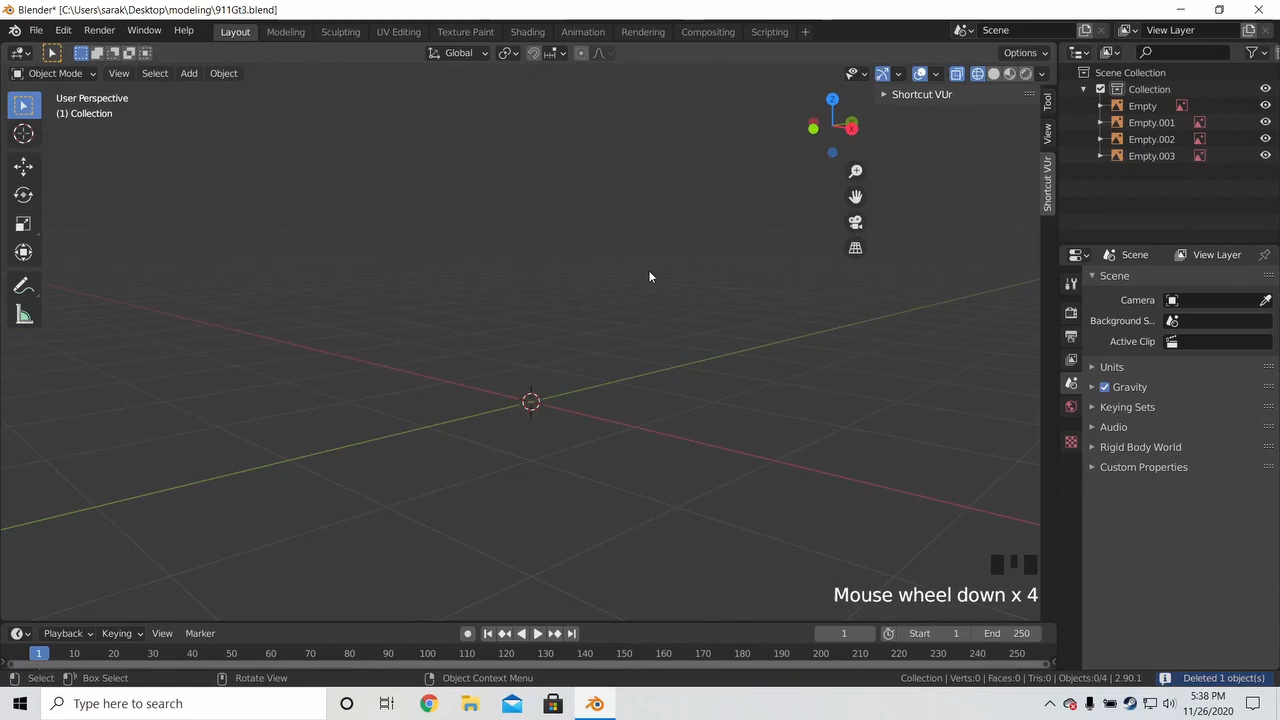 Blender* [C:\Users\sarak\Desktop\modeling\911Gt3.blend]
File Edit Render Window Help Layout Modeling Sculpting UV Editing Texture Paint Shading Animation Rendering Compositing Scripting + Scene View Layer
Global Options
Object Mode View Select Add Object
User Perspective
(1) Collection
Shortcut VUr
Z
X
Tool
View
Shortcut VUr
Scene Collection
Collection
Empty
Empty.001
Empty.002
Empty.003
Scene View Layer
Scene
Camera
Background S...
Active Clip
Units
Gravity
Keying Sets
Audio
Rigid Body World
Custom Properties
Mouse wheel down x 4
Playback Keying View Marker 1 Start 1 End 250
1 10 20 30 40 50 60 70 80 90 100 110 120 130 140 150 160 170 180 190 200 210 220 230 240 250
Select Box Select Rotate View Object Context Menu Collection | Verts:0 | Faces:0 | Tris:0 | Objects:0/4 | 2.90.1 Deleted 1 object(s)
Type here to search
5:38 PM
11/26/2020